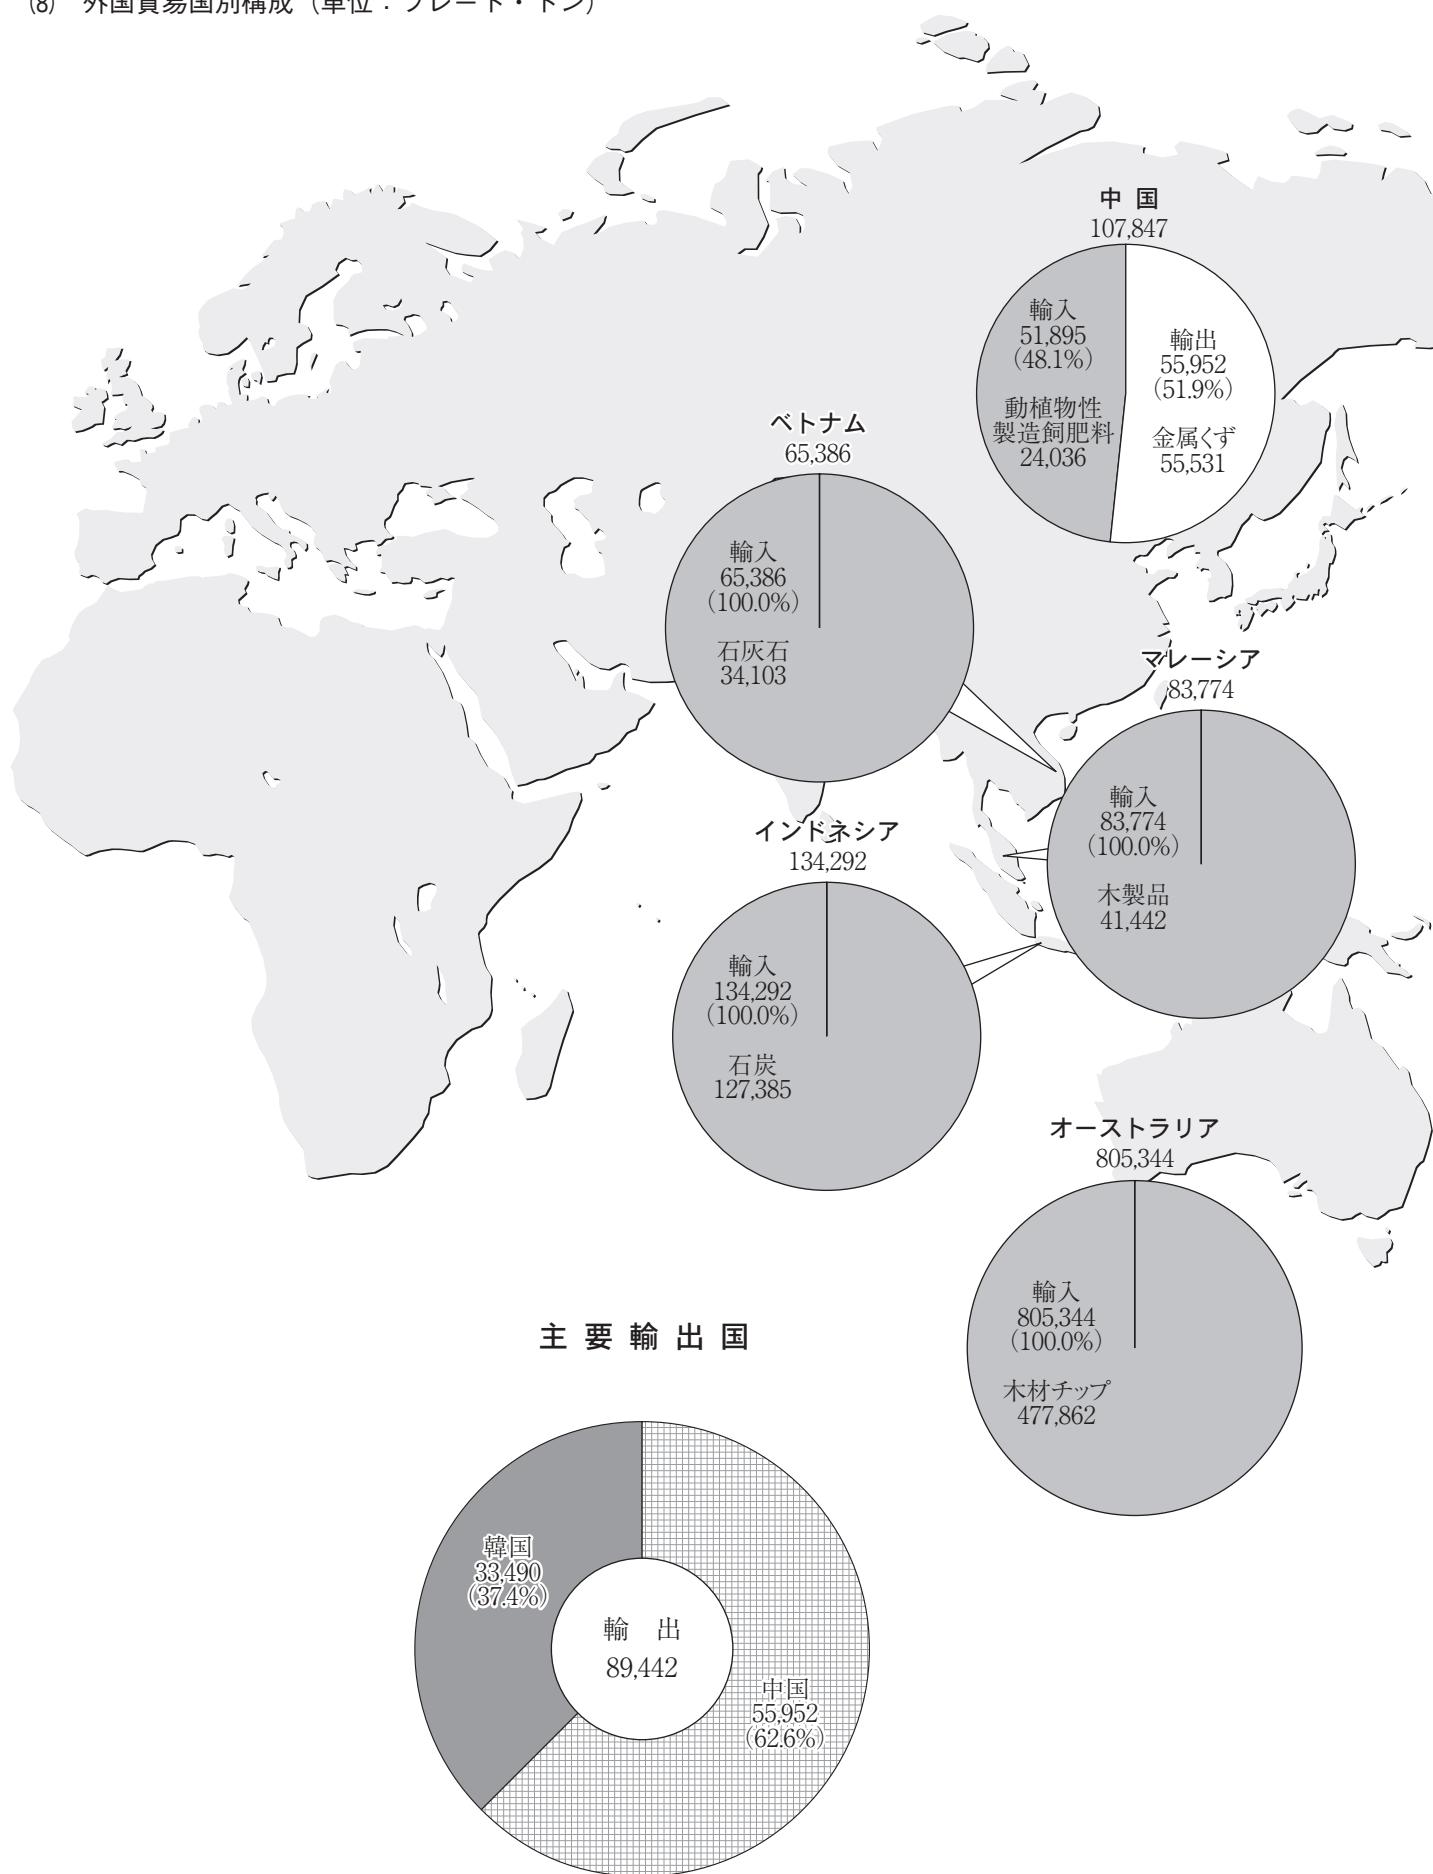 ⑻　外国貿易国別構成（単位：フレート・トン）
中 国
107,847
輸入
51,895
（48.1%）
動植物性
製造飼肥料
24,036
輸出
55,952
（51.9%）
金属くず
55,531
ベトナム
65,386
輸入
65,386
（100.0%）
石灰石
34,103
マレーシア
83,774
輸入
83,774
（100.0%）
木製品
41,442
インドネシア
134,292
輸入
134,292
（100.0%）
石炭
127,385
オーストラリア
805,344
輸入
805,344
（100.0%）
木材チップ
477,862
主 要 輸 出 国
韓国
33,490
（37.4%）
輸　出
89,442
中国
55,952
（62.6%）